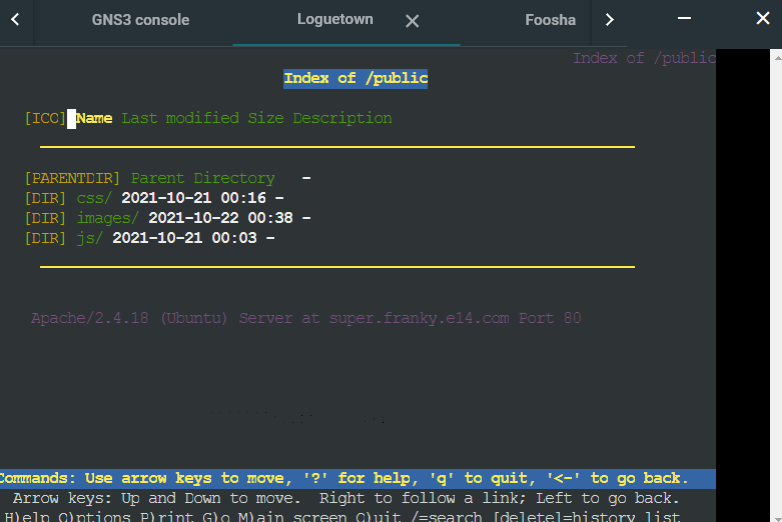 GNS3 console Loguetown Foosha
Index of /public
Index of /public
[ICO] Name Last modified Size Description
[PARENTDIR] Parent Directory -
[DIR] css/ 2021-10-21 00:16 -
[DIR] images/ 2021-10-22 00:38 -
[DIR] js/ 2021-10-21 00:03 -
Apache/2.4.18 (Ubuntu) Server at super.franky.e14.com Port 80
Commands: Use arrow keys to move, '?' for help, 'q' to quit, '<-' to go back.
Arrow keys: Up and Down to move. Right to follow a link; Left to go back.
H)elp O)ptions P)rint G)o M)ain screen Q)uit /=search [delete]=history list